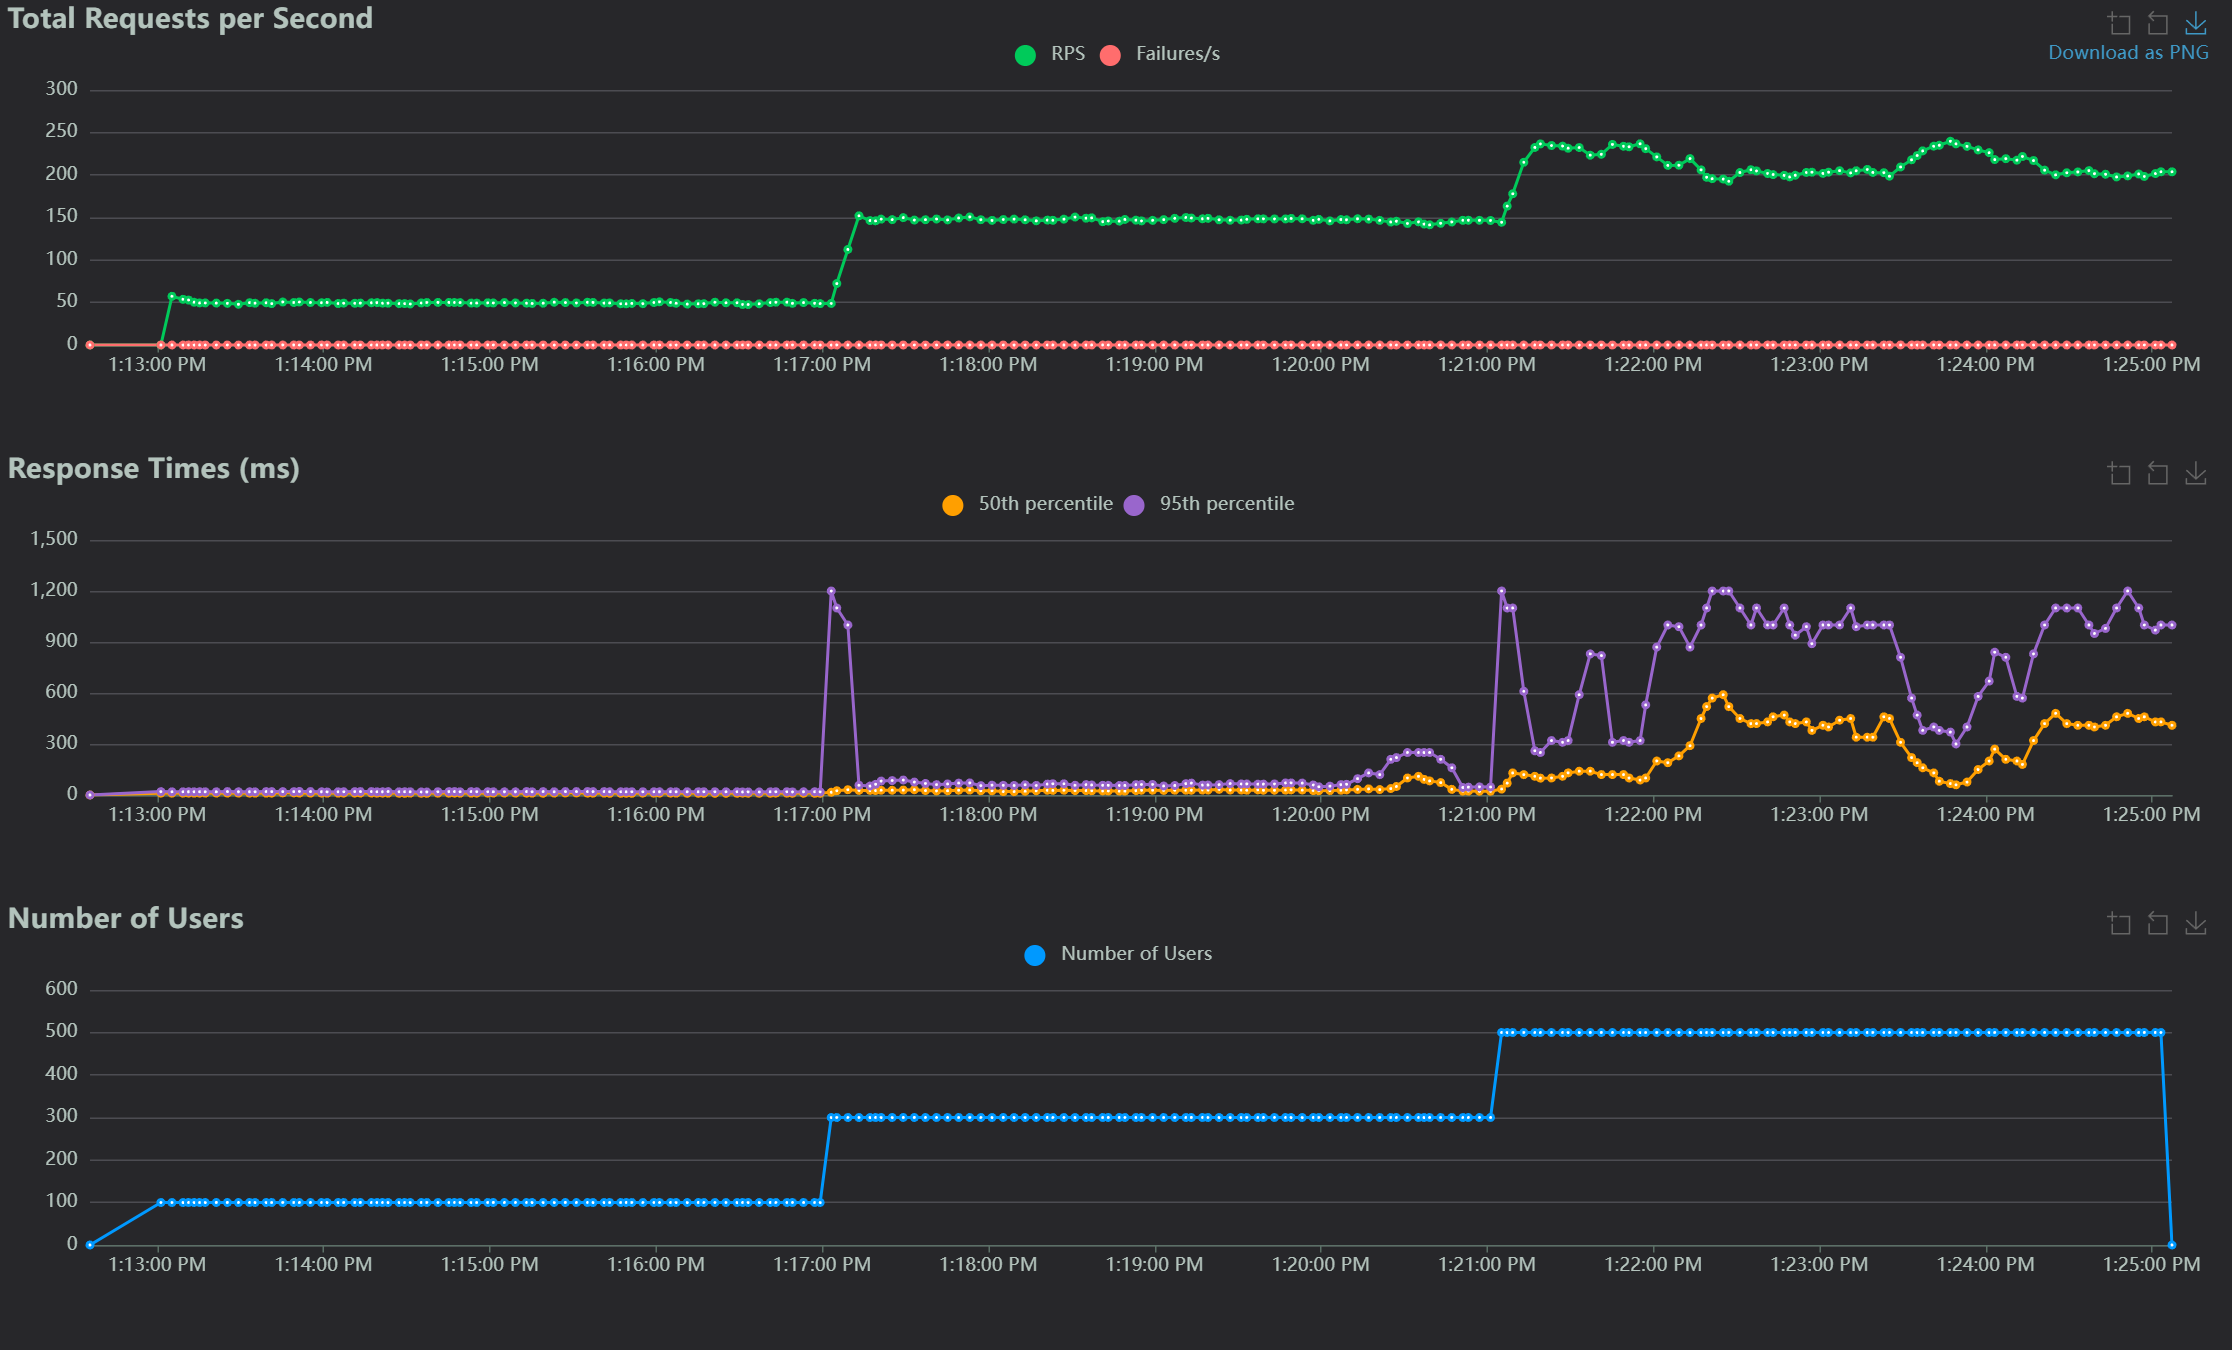 Total Requests per Second
RPS Failures/s
Download as PNG
300
250
200
150
100
50
0
1:13:00 PM 1:14:00 PM 1:15:00 PM 1:16:00 PM 1:17:00 PM 1:18:00 PM 1:19:00 PM 1:20:00 PM 1:21:00 PM 1:22:00 PM 1:23:00 PM 1:24:00 PM 1:25:00 PM
Response Times (ms)
50th percentile 95th percentile
1,500
1,200
900
600
300
0
1:13:00 PM 1:14:00 PM 1:15:00 PM 1:16:00 PM 1:17:00 PM 1:18:00 PM 1:19:00 PM 1:20:00 PM 1:21:00 PM 1:22:00 PM 1:23:00 PM 1:24:00 PM 1:25:00 PM
Number of Users
Number of Users
600
500
400
300
200
100
0
1:13:00 PM 1:14:00 PM 1:15:00 PM 1:16:00 PM 1:17:00 PM 1:18:00 PM 1:19:00 PM 1:20:00 PM 1:21:00 PM 1:22:00 PM 1:23:00 PM 1:24:00 PM 1:25:00 PM